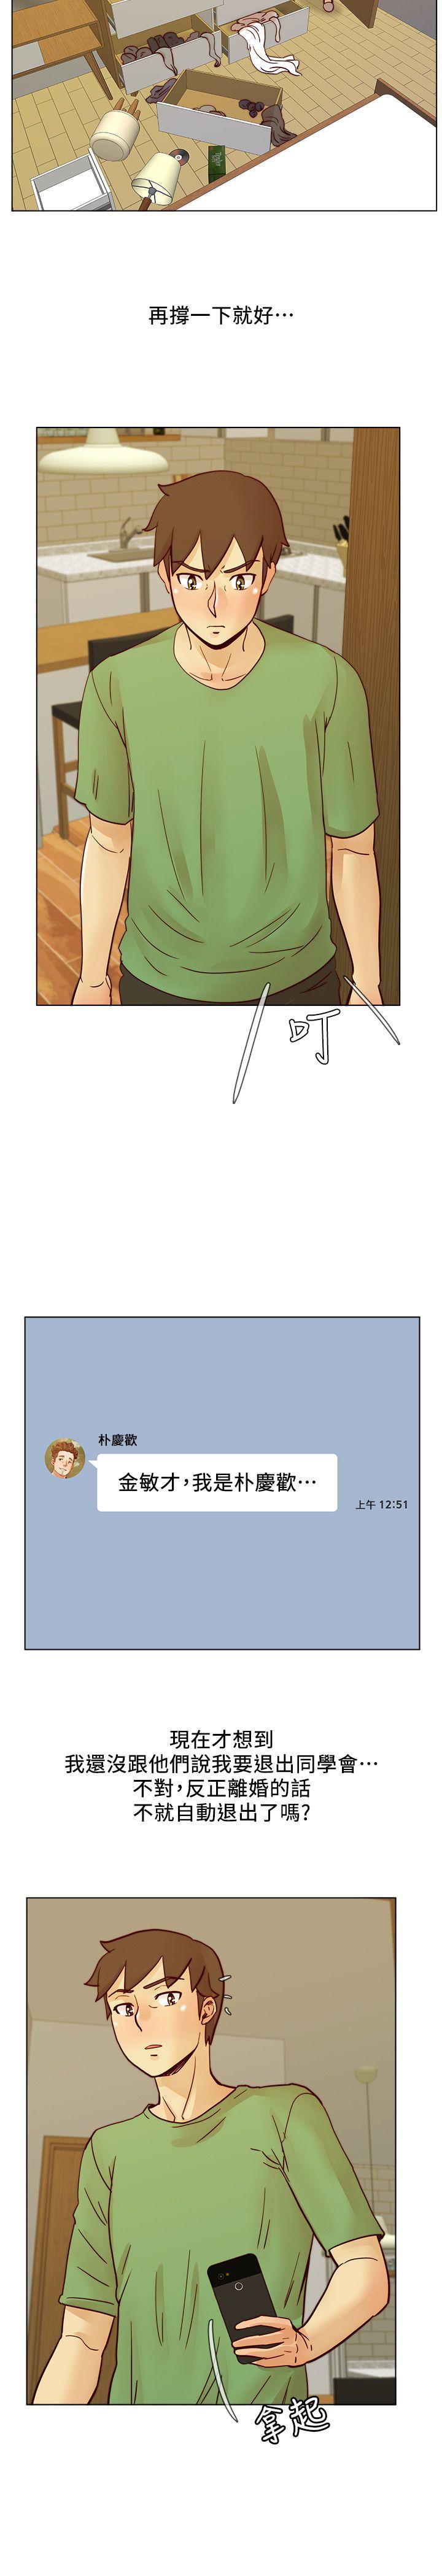 再撐一下就好⋯
叮
朴慶歡
金敏才，我是朴慶歡⋯
上午 12:51
現在才想到
我還沒跟他們說我要退出同學會⋯
不對，反正離婚的話
不就自動退出了嗎?
拿起